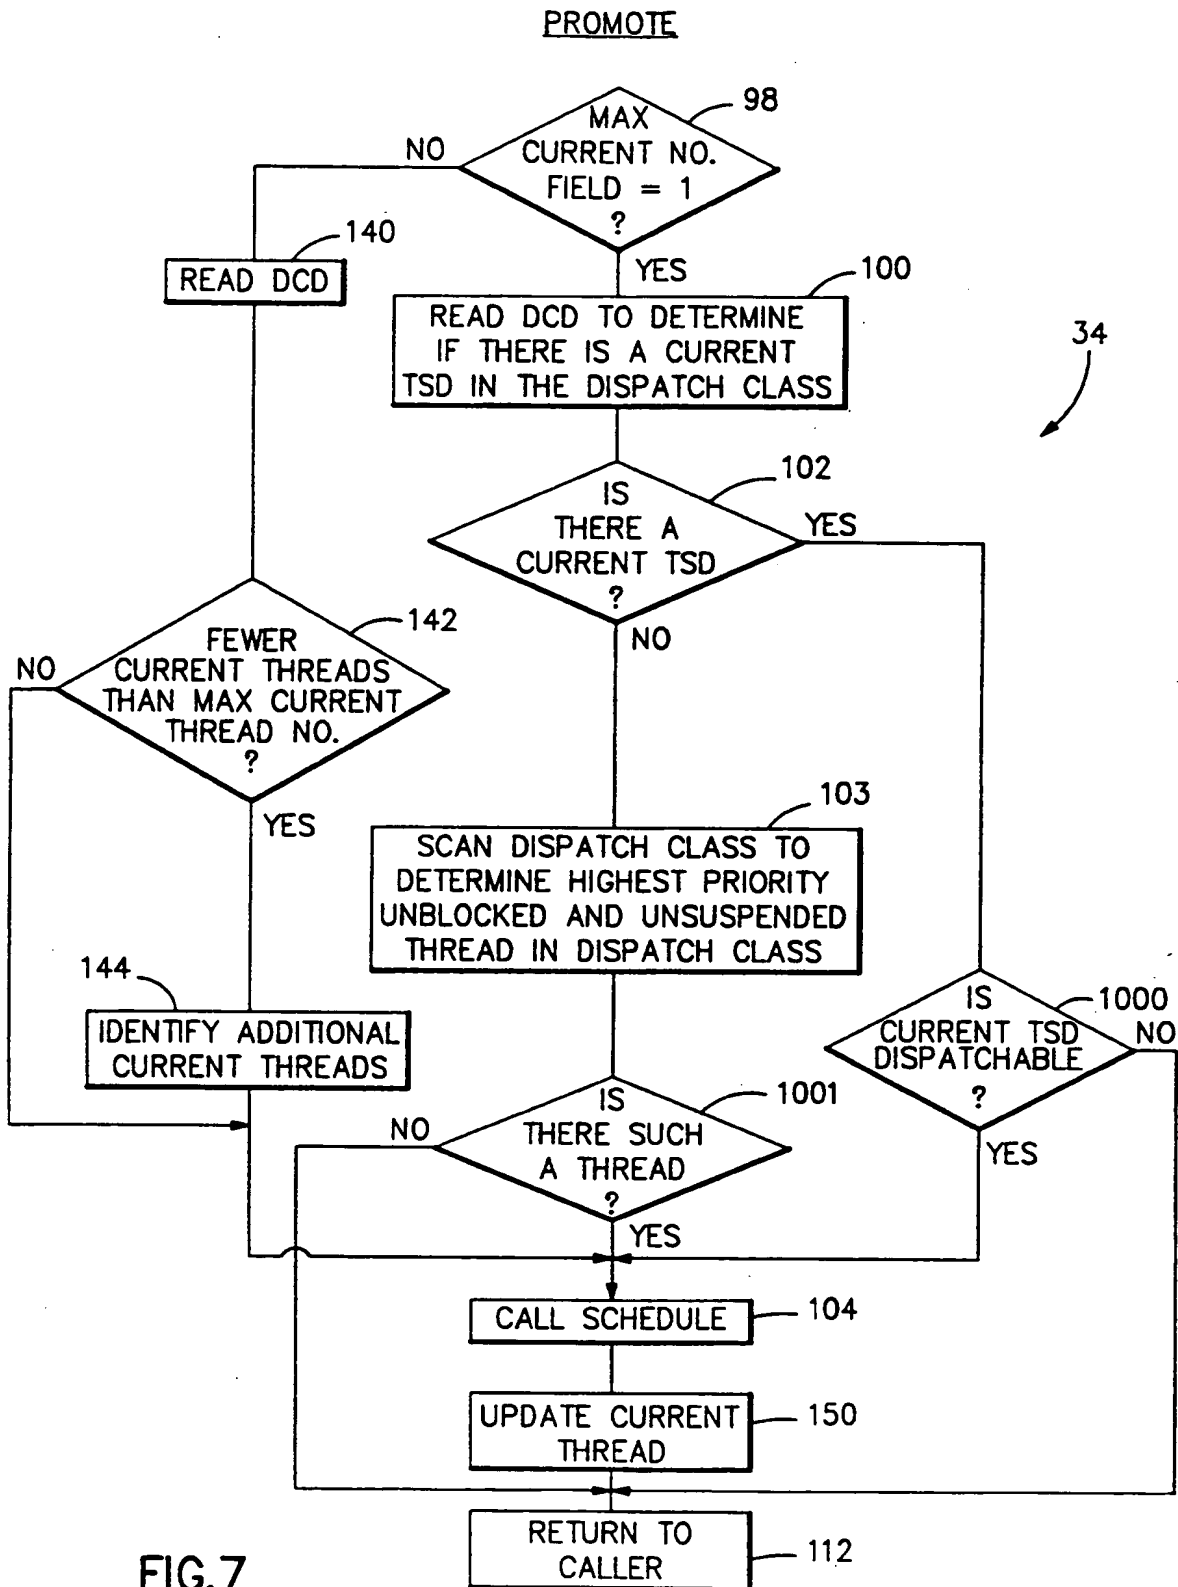 PROMOTE
98
MAX
CURRENT NO.
FIELD = 1
?
NO
YES
140
READ DCD
100
READ DCD TO DETERMINE
IF THERE IS A CURRENT
TSD IN THE DISPATCH CLASS
34
102
IS
THERE A
CURRENT TSD
?
YES
NO
142
FEWER
CURRENT THREADS
THAN MAX CURRENT
THREAD NO.
?
NO
YES
103
SCAN DISPATCH CLASS TO
DETERMINE HIGHEST PRIORITY
UNBLOCKED AND UNSUSPENDED
THREAD IN DISPATCH CLASS
144
IDENTIFY ADDITIONAL
CURRENT THREADS
1000
IS
CURRENT TSD
DISPATCHABLE
?
NO
YES
1001
IS
THERE SUCH
A THREAD
?
NO
YES
CALL SCHEDULE
104
UPDATE CURRENT
THREAD
150
RETURN TO
CALLER
112
FIG.7